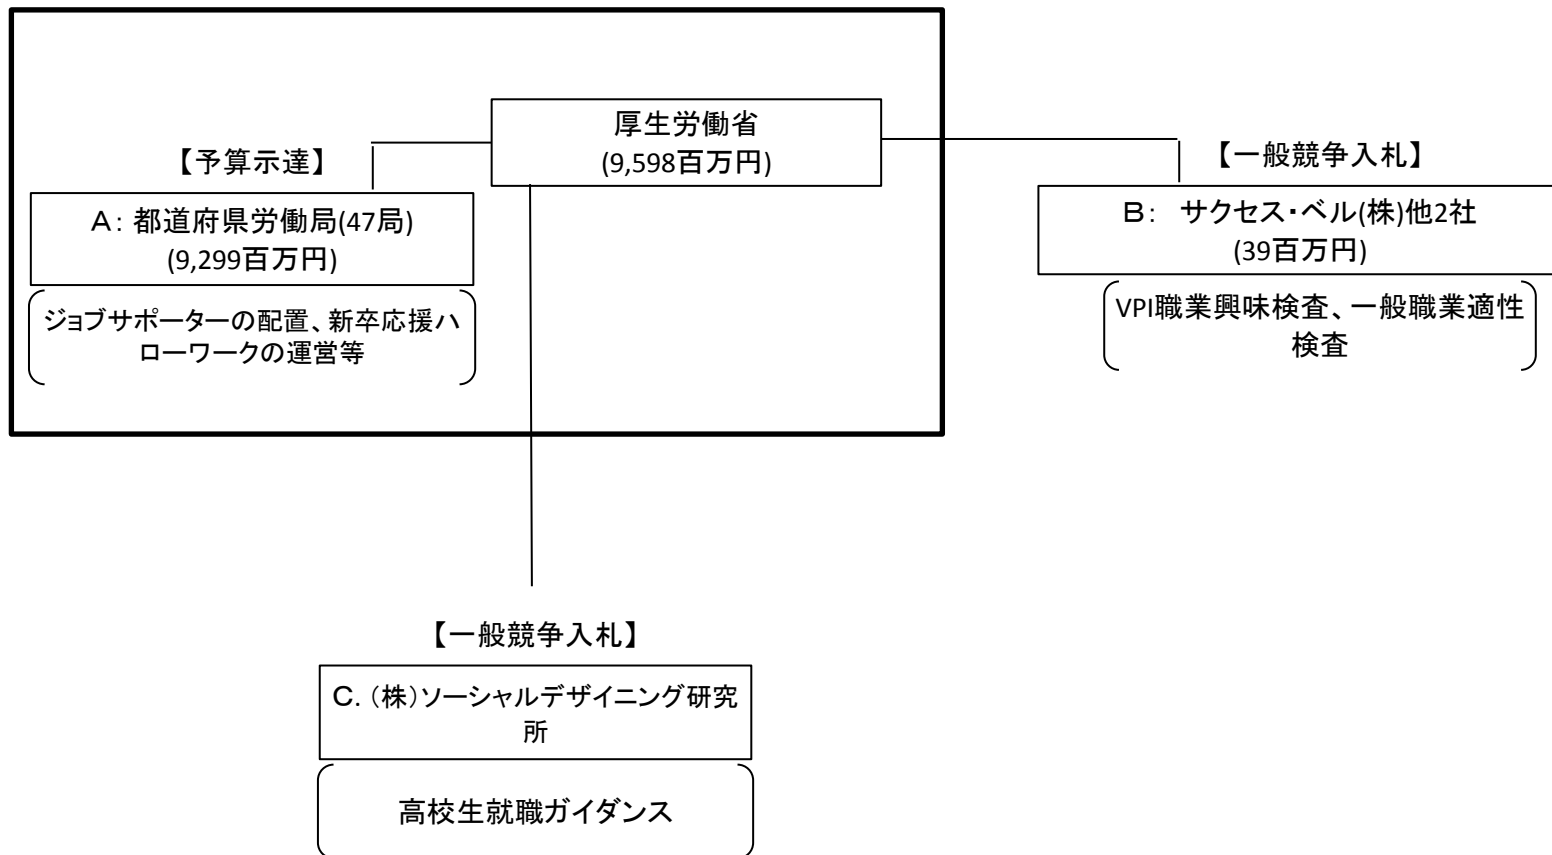 厚生労働省
(9,598百万円)
【予算示達】
A: 都道府県労働局(47局)
(9,299百万円)
ジョブサポーターの配置、新卒応援ハ
ローワークの運営等
【一般競争入札】
B:　サクセス・ベル(株)他2社
(39百万円)
VPI職業興味検査、一般職業適性
検査
【一般競争入札】
C. (株)ソーシャルデザイニング研究
所
高校生就職ガイダンス